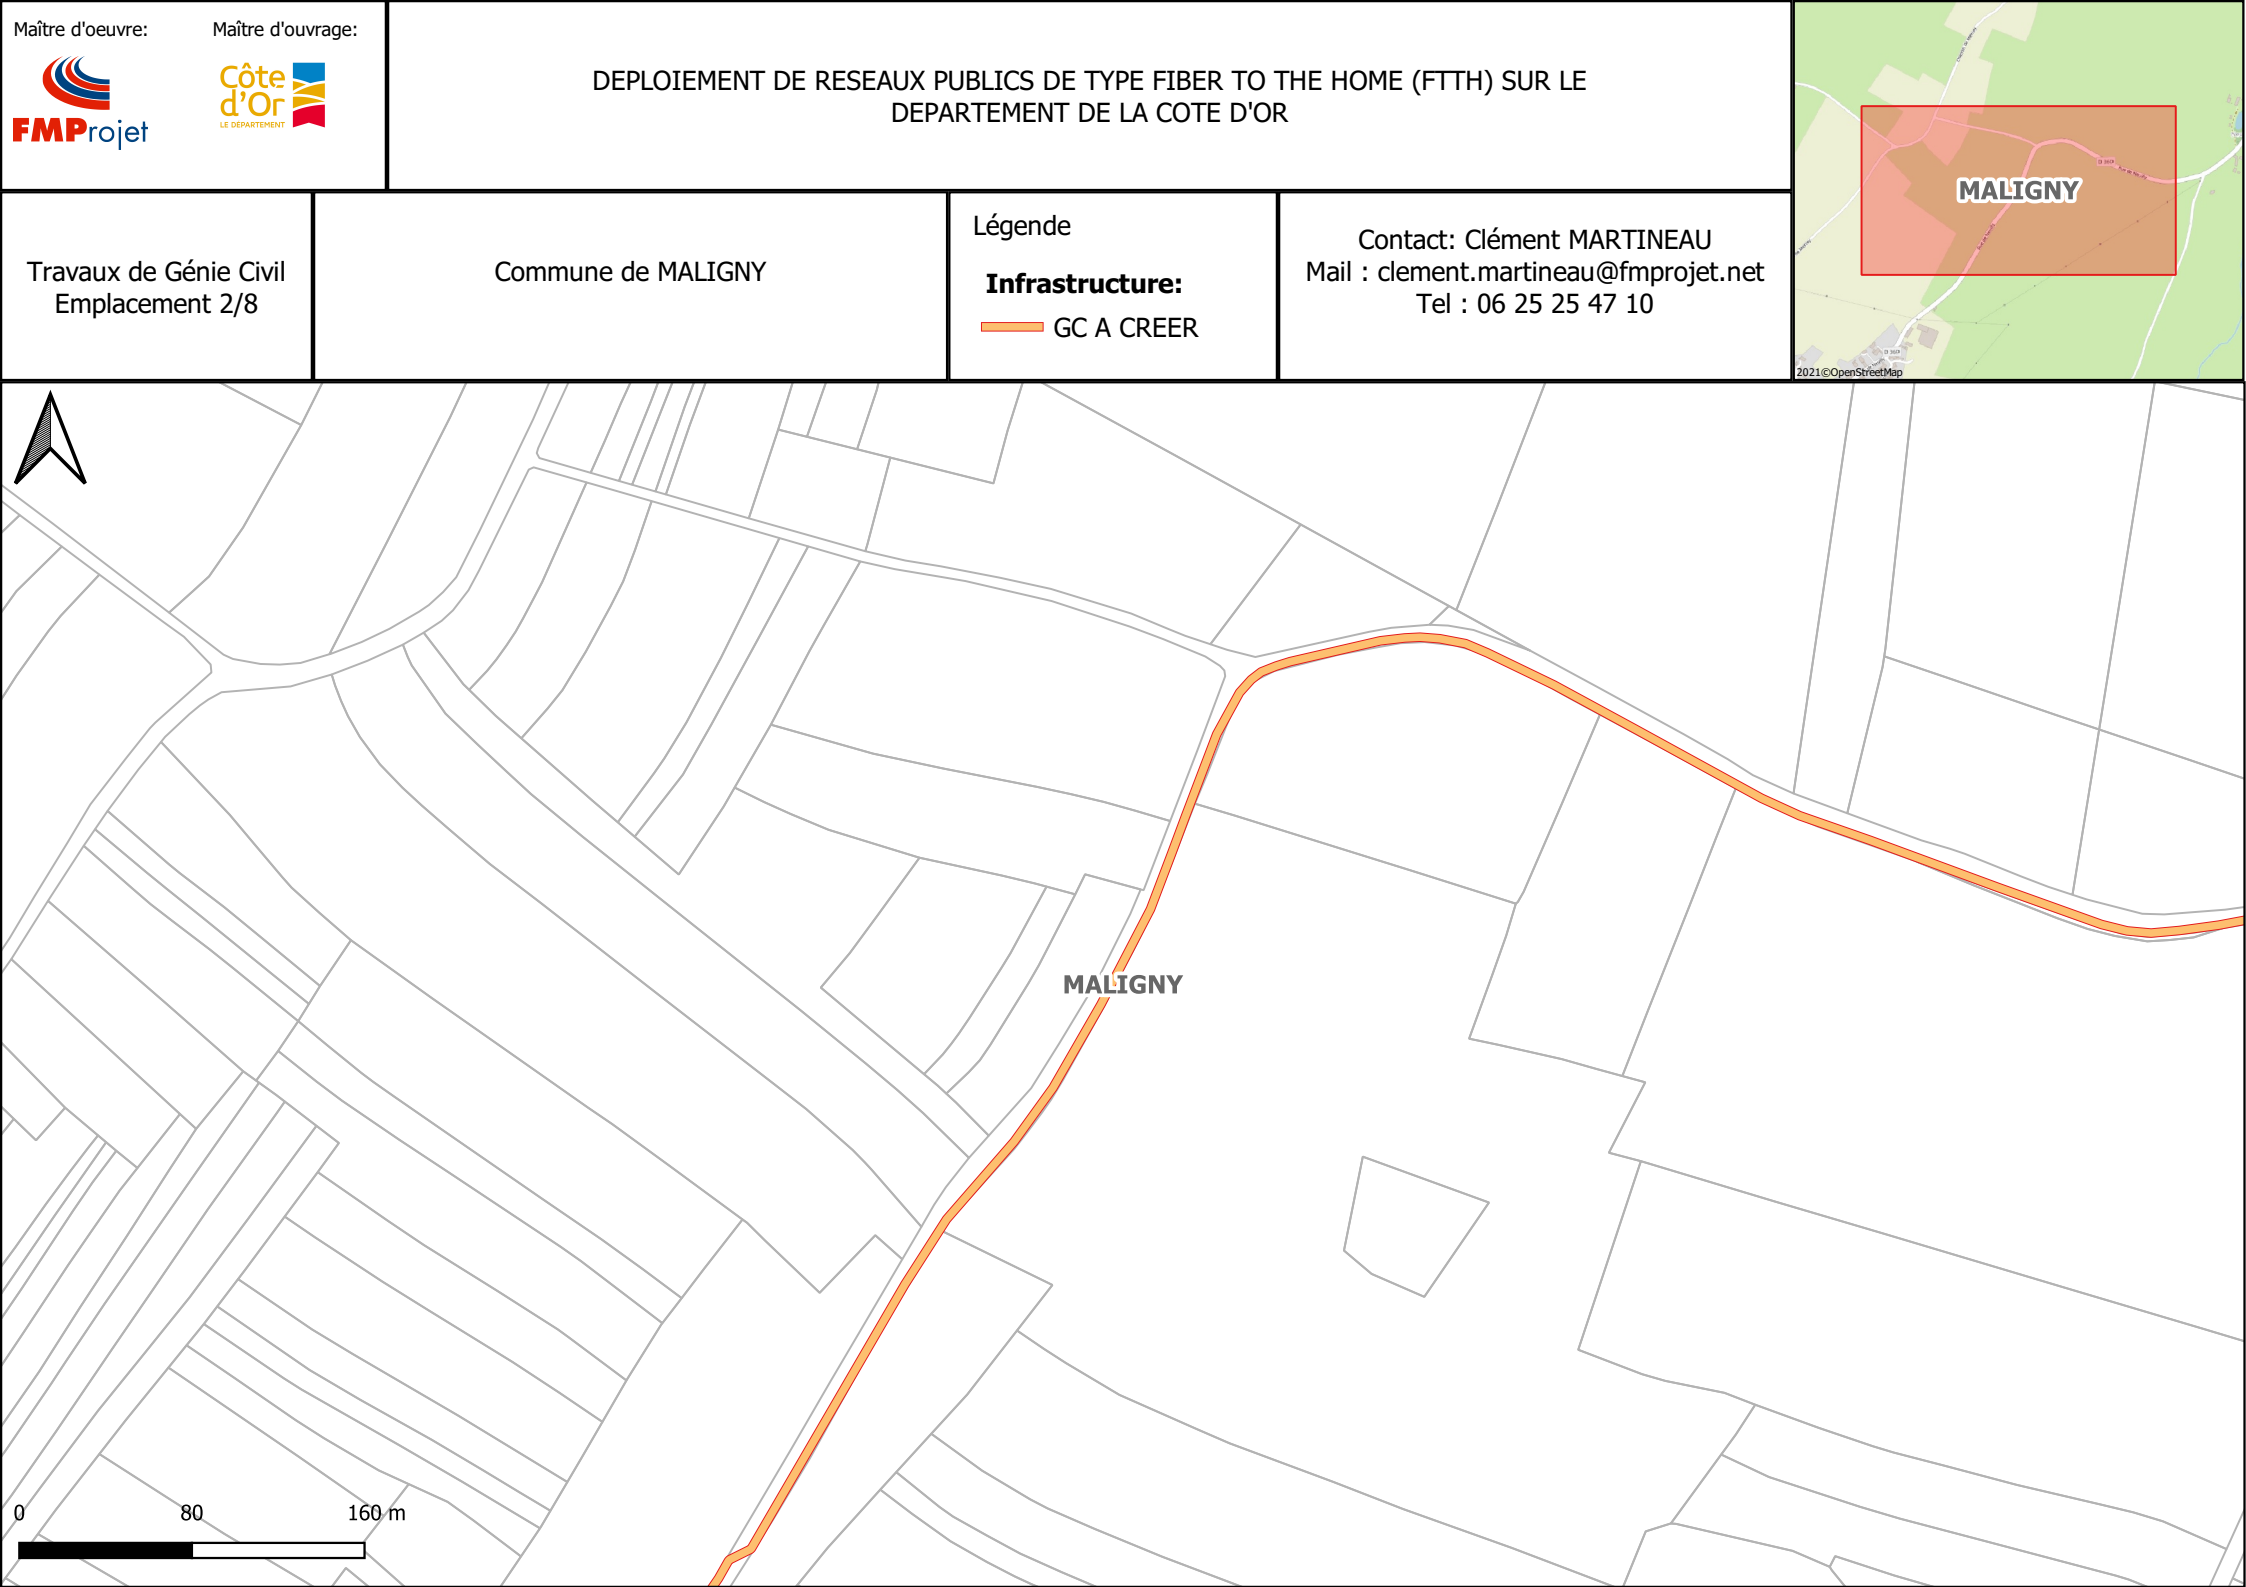 Maître d'oeuvre:
Maître d'ouvrage:
FMProjet
Côte
d'Or
LE DÉPARTEMENT
DEPLOIEMENT DE RESEAUX PUBLICS DE TYPE FIBER TO THE HOME (FTTH) SUR LE
DEPARTEMENT DE LA COTE D'OR
Travaux de Génie Civil
Emplacement 2/8
Commune de MALIGNY
Légende
Infrastructure:
GC A CREER
Contact: Clément MARTINEAU
Mail : clement.martineau@fmprojet.net
Tel : 06 25 25 47 10
MALIGNY
2021©OpenStreetMap
MALIGNY
0 80 160 m